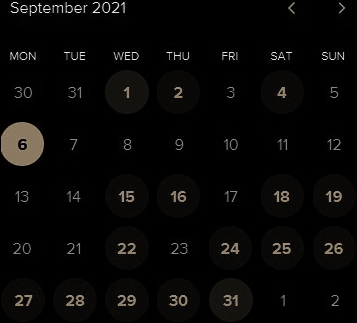 September 2021 < >
MON TUE WED THU FRI SAT SUN
30 31 1 2 3 4 5
6 7 8 9 10 11 12
13 14 15 16 17 18 19
20 21 22 23 24 25 26
27 28 29 30 31 1 2